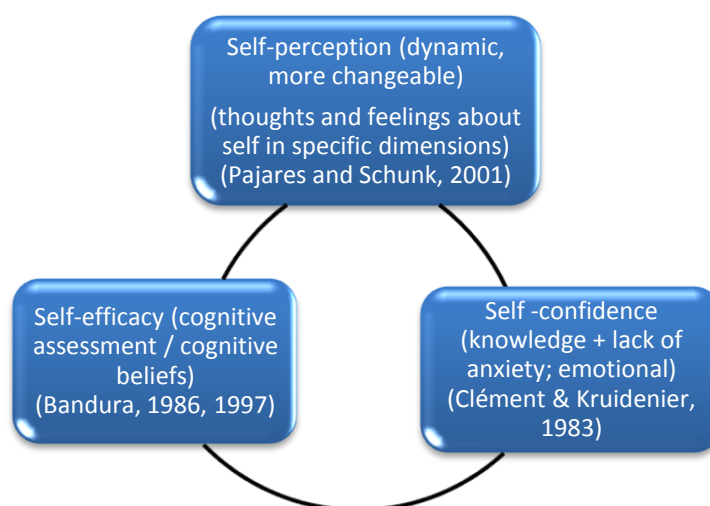 Self-perception (dynamic,
more changeable)
(thoughts and feelings about
self in specific dimensions)
(Pajares and Schunk, 2001)
Self-efficacy (cognitive
assessment / cognitive
beliefs)
(Bandura, 1986, 1997)
Self -confidence
(knowledge + lack of
anxiety; emotional)
(Clément & Kruidenier,
1983)